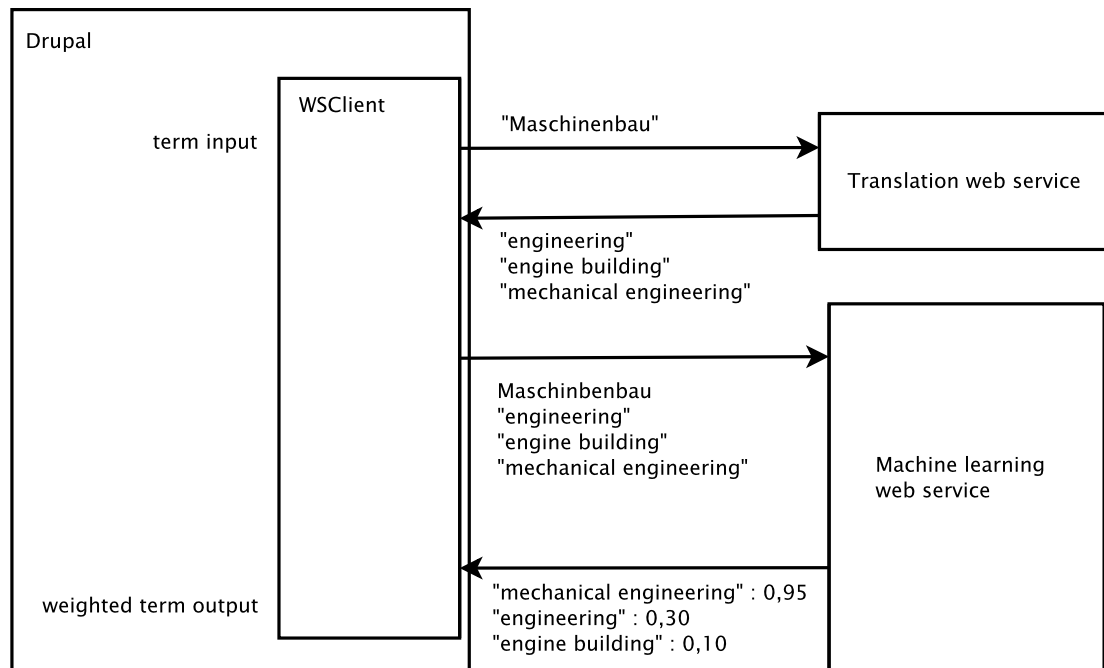 Drupal
WSClient
term input
"Maschinenbau"
Translation web service
"engineering"
"engine building"
"mechanical engineering"
Maschinbenbau
"engineering"
"engine building"
"mechanical engineering"
Machine learning
web service
"mechanical engineering" : 0,95
"engineering" : 0,30
"engine building" : 0,10
weighted term output